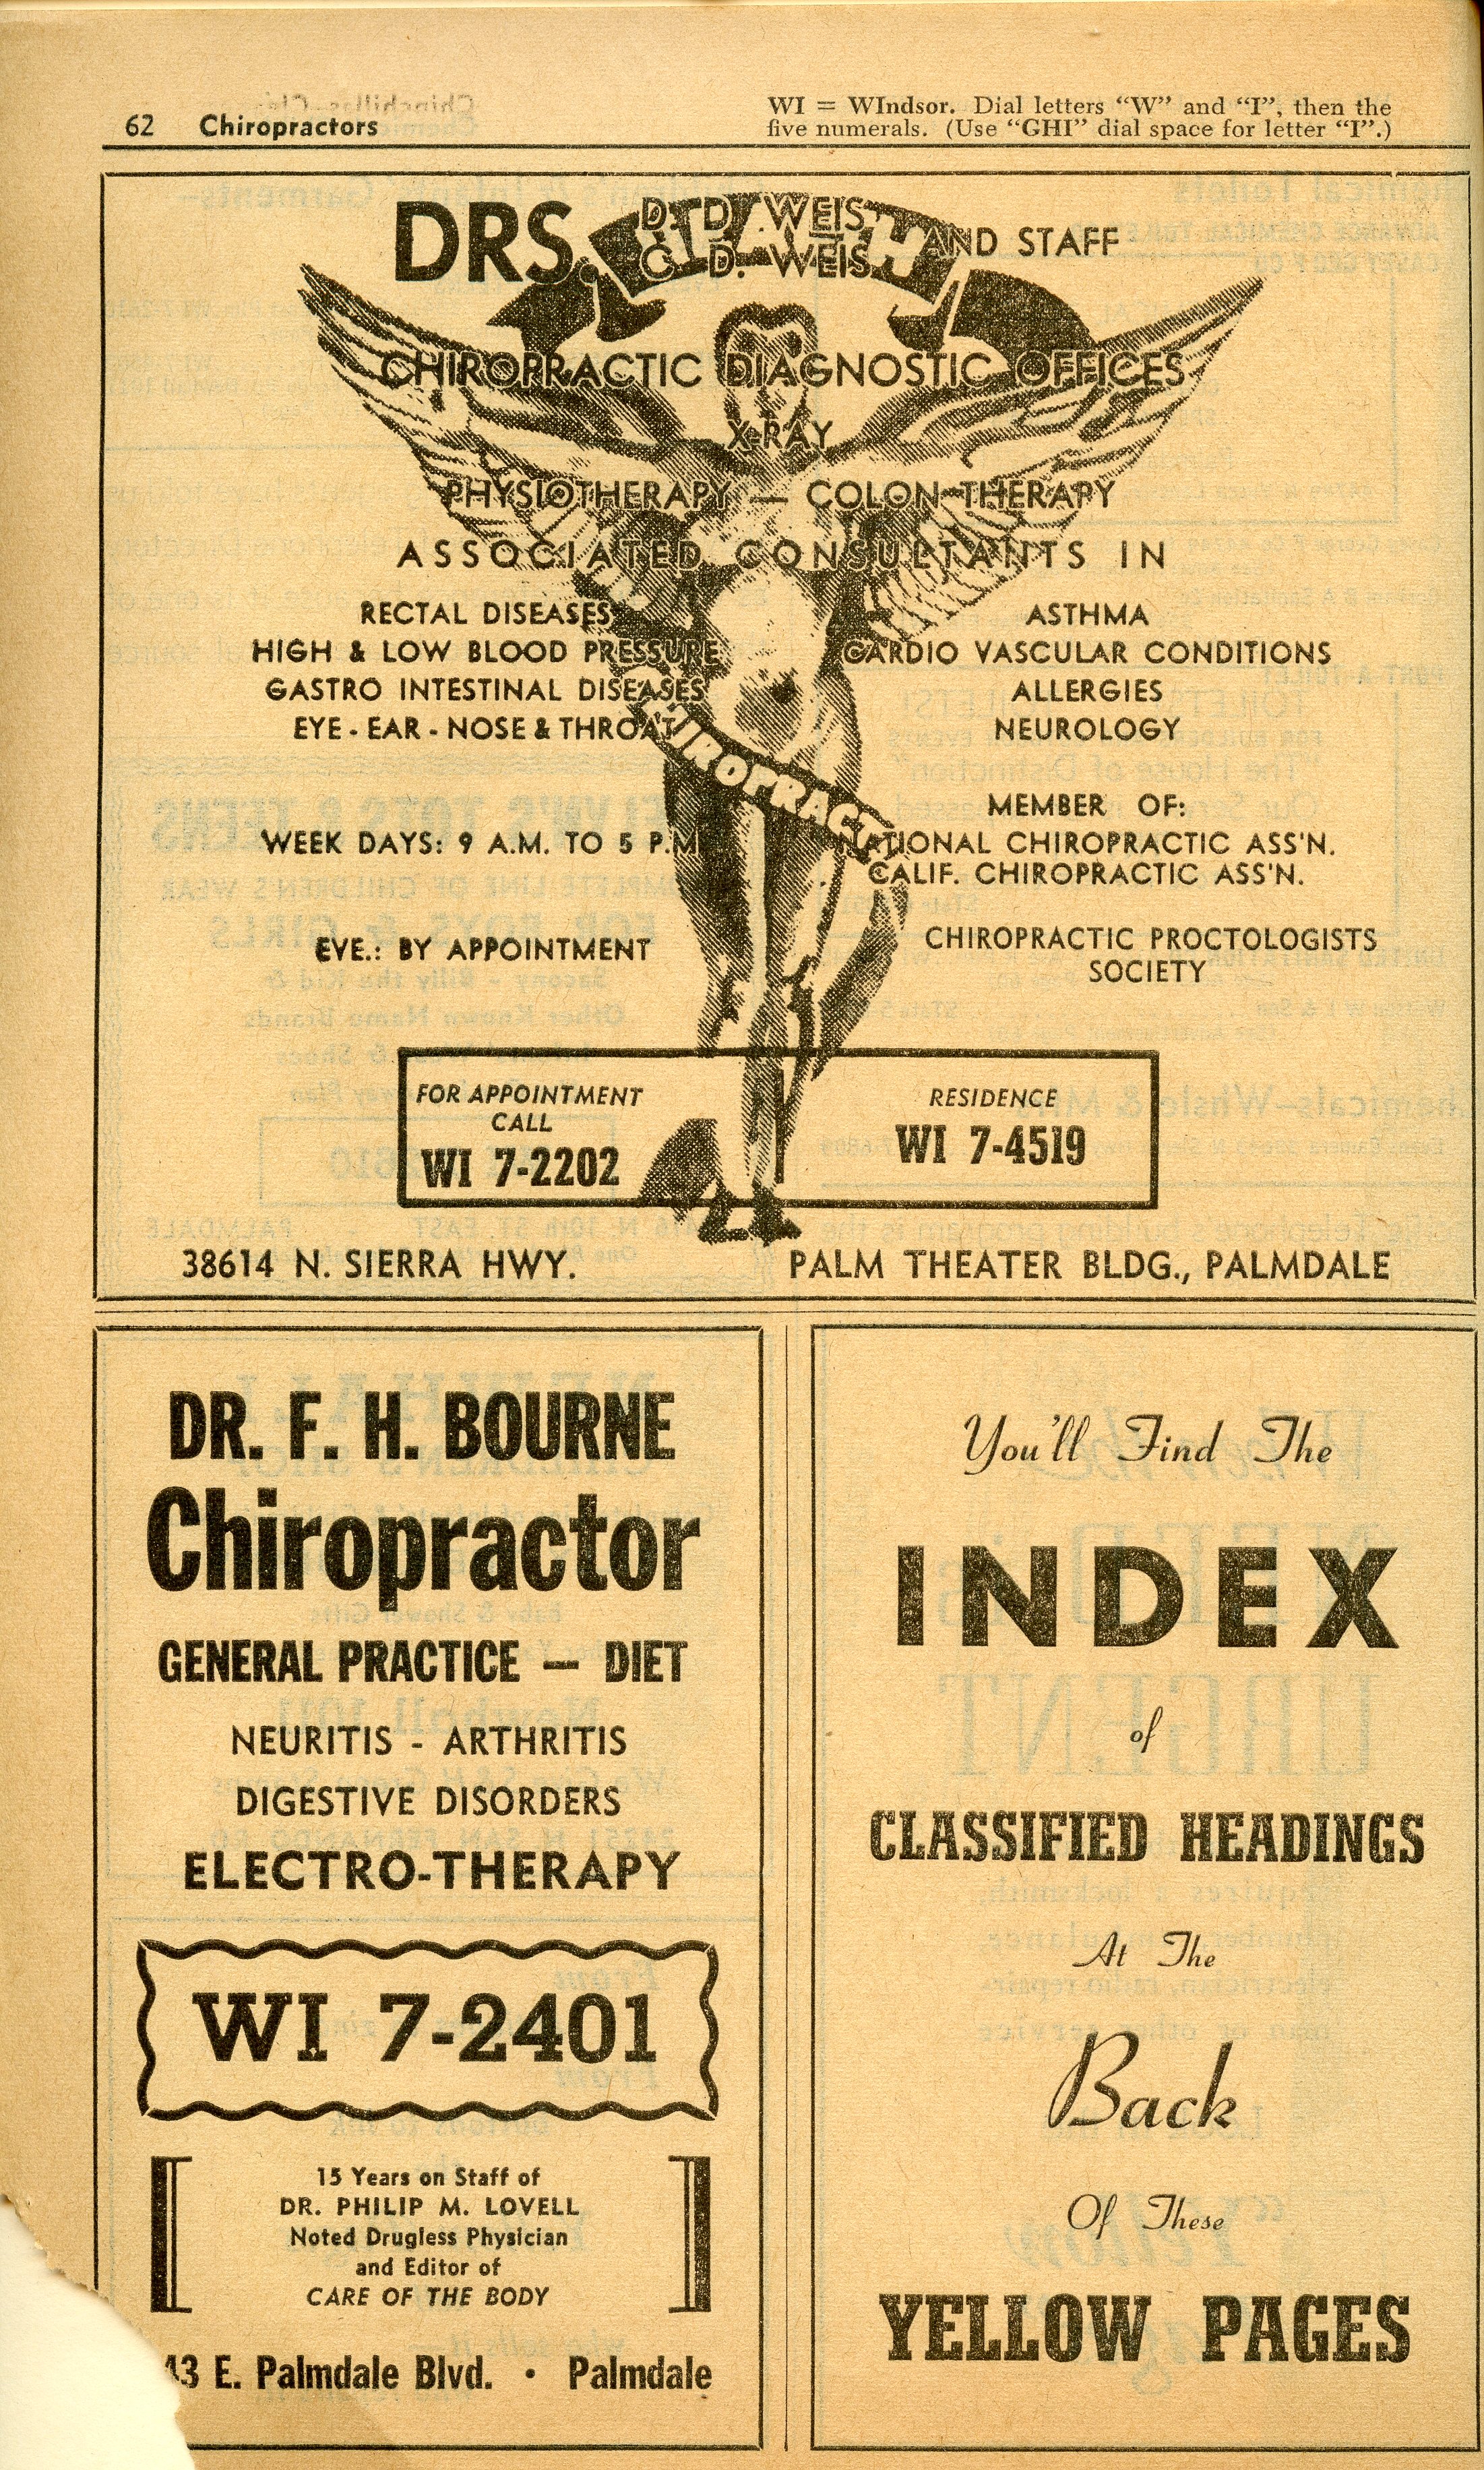 62 Chiropractors
WI = WIndsor. Dial letters “W” and “I”, then the
five numerals. (Use “GHI” dial space for letter “I”.)
DRS. D. D. WEIS
C. D. WEIS AND STAFF
HEALTH
CHIROPRACTIC DIAGNOSTIC OFFICES
X-RAY
PHYSIOTHERAPY — COLON THERAPY
ASSOCIATED CONSULTANTS IN
RECTAL DISEASES
HIGH & LOW BLOOD PRESSURE
GASTRO INTESTINAL DISEASES
EYE - EAR - NOSE & THROAT
ASTHMA
CARDIO VASCULAR CONDITIONS
ALLERGIES
NEUROLOGY
CHIROPRACTIC
WEEK DAYS: 9 A.M. TO 5 P.M.
EVE.: BY APPOINTMENT
MEMBER OF:
NATIONAL CHIROPRACTIC ASS'N.
CALIF. CHIROPRACTIC ASS'N.
CHIROPRACTIC PROCTOLOGISTS
SOCIETY
FOR APPOINTMENT
CALL
WI 7-2202
RESIDENCE
WI 7-4519
38614 N. SIERRA HWY. PALM THEATER BLDG., PALMDALE
DR. F. H. BOURNE
Chiropractor
GENERAL PRACTICE — DIET
NEURITIS - ARTHRITIS
DIGESTIVE DISORDERS
ELECTRO-THERAPY
WI 7-2401
15 Years on Staff of
DR. PHILIP M. LOVELL
Noted Drugless Physician
and Editor of
CARE OF THE BODY
43 E. Palmdale Blvd. • Palmdale
You'll Find The
INDEX
of
CLASSIFIED HEADINGS
At The
Back
Of These
YELLOW PAGES